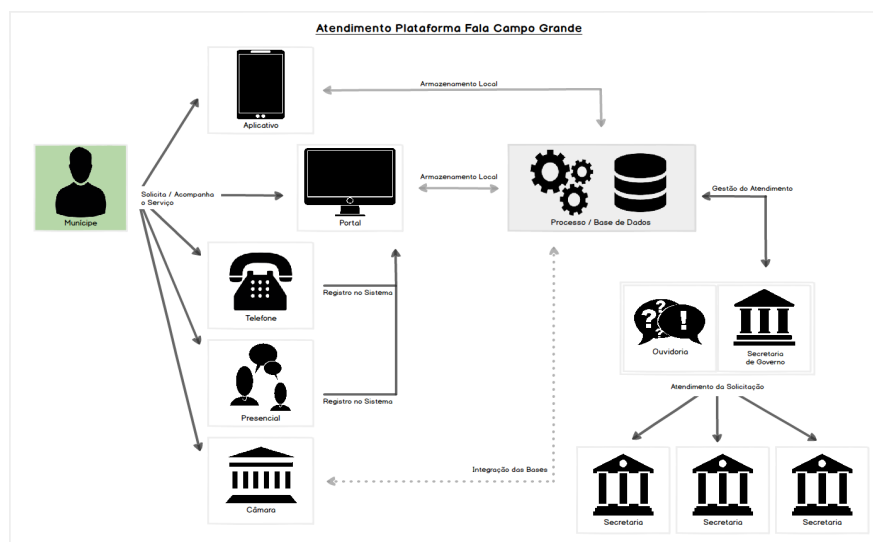 Atendimento Plataforma Fala Campo Grande
Aplicativo
Armazenamento Local
Munícipe
Solicita / Acompanha
o Serviço
Portal
Armazenamento Local
Processo / Base de Dados
Gestão do Atendimento
Telefone
Registro no Sistema
Ouvidoria
Secretaria
de Governo
Presencial
Registro no Sistema
Atendimento da Solicitação
Câmara
Integração das Bases
Secretaria
Secretaria
Secretaria